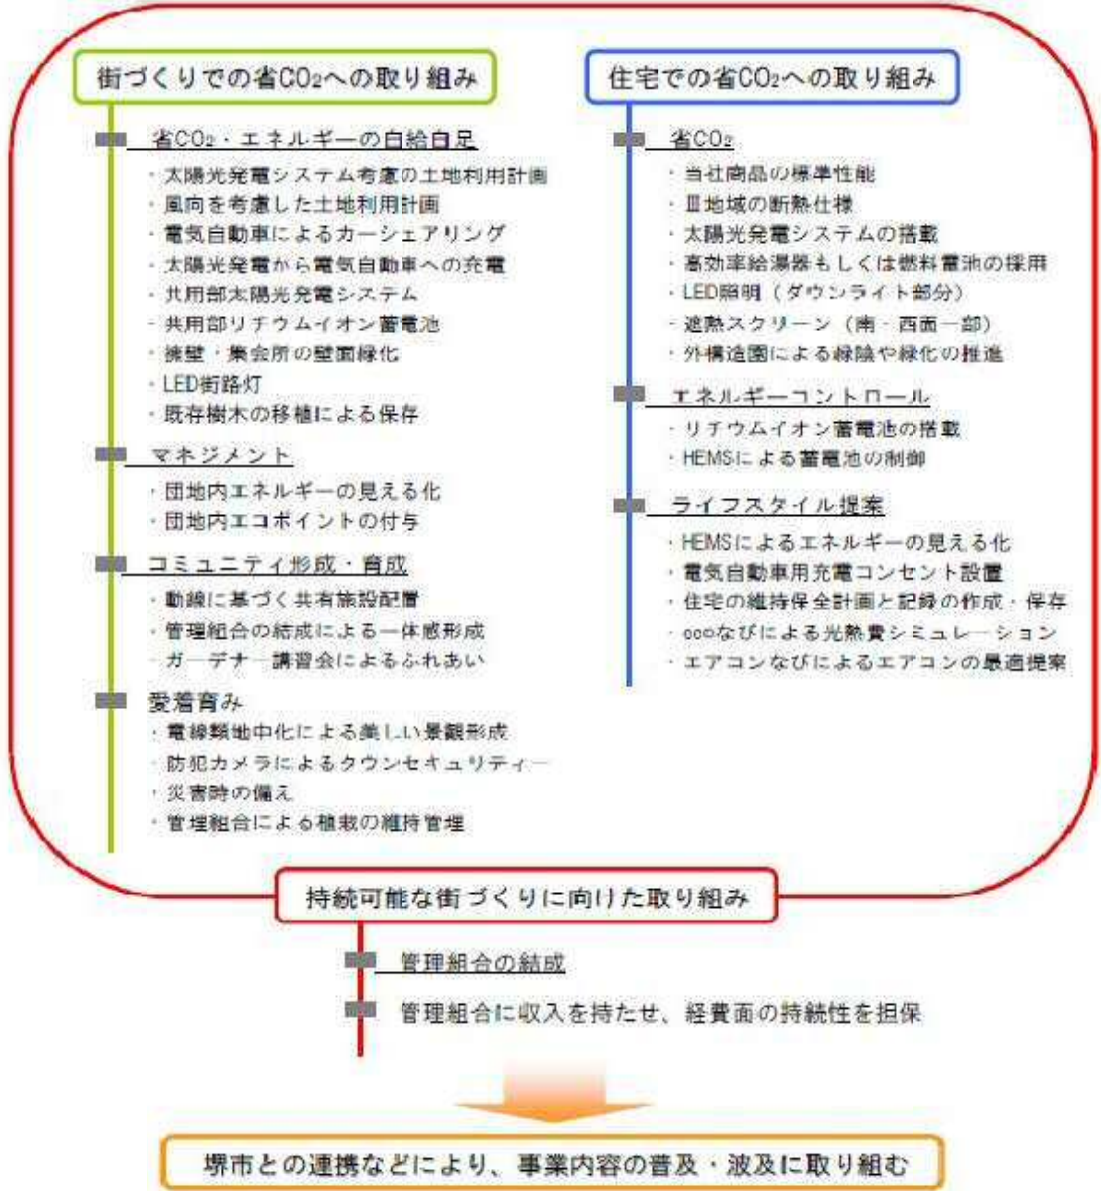 街づくりでの省CO₂への取り組み
省CO₂・エネルギーの自給自足
・太陽光発電システム考慮の土地利用計画
・風向を考慮した土地利用計画
・電気自動車によるカーシェアリング
・太陽光発電から電気自動車への充電
・共用部太陽光発電システム
・共用部リチウムイオン蓄電池
・擁壁・集会所の壁面緑化
・LED街路灯
・既存樹木の移植による保存
マネジメント
・団地内エネルギーの見える化
・団地内エコポイントの付与
コミュニティ形成・育成
・動線に基づく共有施設配置
・管理組合の結成による一体感形成
・ガーデナー講習会によるふれあい
愛着育み
・電線類地中化による美しい景観形成
・防犯カメラによるタウンセキュリティー
・災害時の備え
・管理組合による植栽の維持管理
住宅での省CO₂への取り組み
省CO₂
・当社商品の標準性能
・Ⅲ地域の断熱仕様
・太陽光発電システムの搭載
・高効率給湯器もしくは燃料電池の採用
・LED照明（ダウンライト部分）
・遮熱スクリーン（南・西面一部）
・外構造園による緑陰や緑化の推進
エネルギーコントロール
・リチウムイオン蓄電池の搭載
・HEMSによる蓄電池の制御
ライフスタイル提案
・HEMSによるエネルギーの見える化
・電気自動車用充電コンセント設置
・住宅の維持保全計画と記録の作成・保存
・なびによる光熱費シミュレーション
・エアコンなびによるエアコンの最適提案
持続可能な街づくりに向けた取り組み
管理組合の結成
管理組合に収入を持たせ、経費面の持続性を担保
堺市との連携などにより、事業内容の普及・波及に取り組む